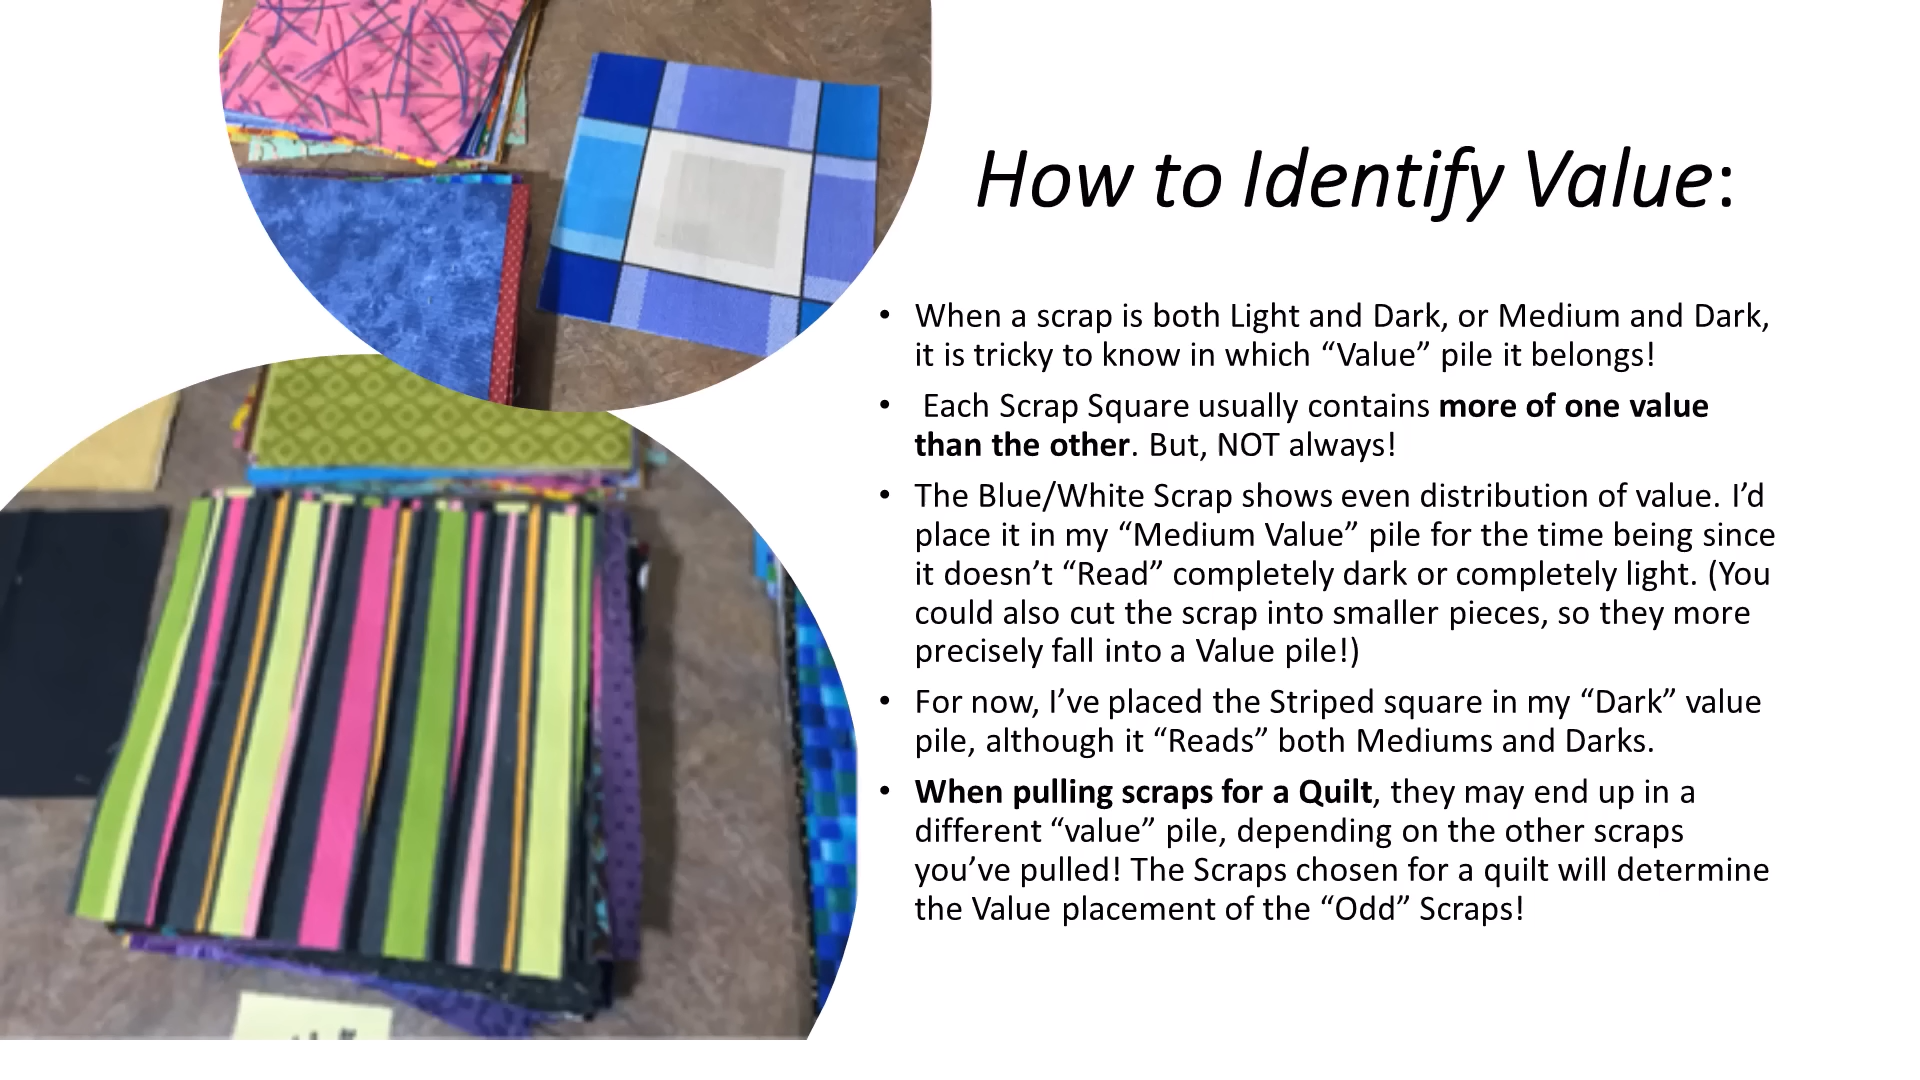 How to Identify Value:
• When a scrap is both Light and Dark, or Medium and Dark,
it is tricky to know in which “Value” pile it belongs!
• Each Scrap Square usually contains more of one value
than the other. But, NOT always!
• The Blue/White Scrap shows even distribution of value. I’d
place it in my “Medium Value” pile for the time being since
it doesn’t “Read” completely dark or completely light. (You
could also cut the scrap into smaller pieces, so they more
precisely fall into a Value pile!)
• For now, I’ve placed the Striped square in my “Dark” value
pile, although it “Reads” both Mediums and Darks.
• When pulling scraps for a Quilt, they may end up in a
different “value” pile, depending on the other scraps
you’ve pulled! The Scraps chosen for a quilt will determine
the Value placement of the “Odd” Scraps!